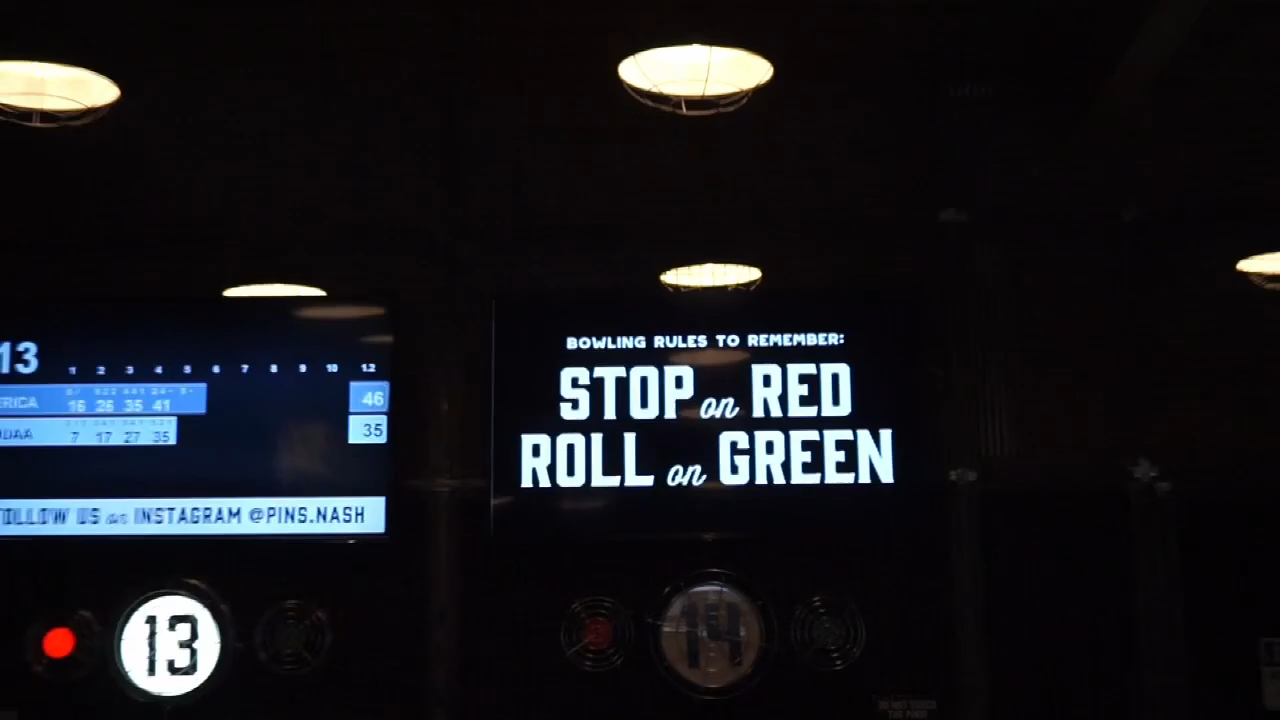 13
1 2 3 4 5 6 7 8 9 10 12
ERICA 16 26 35 41 46
7 17 27 35 35
FOLLOW US on INSTAGRAM @PINS.NASH
BOWLING RULES TO REMEMBER:
STOP on RED
ROLL on GREEN
13
14